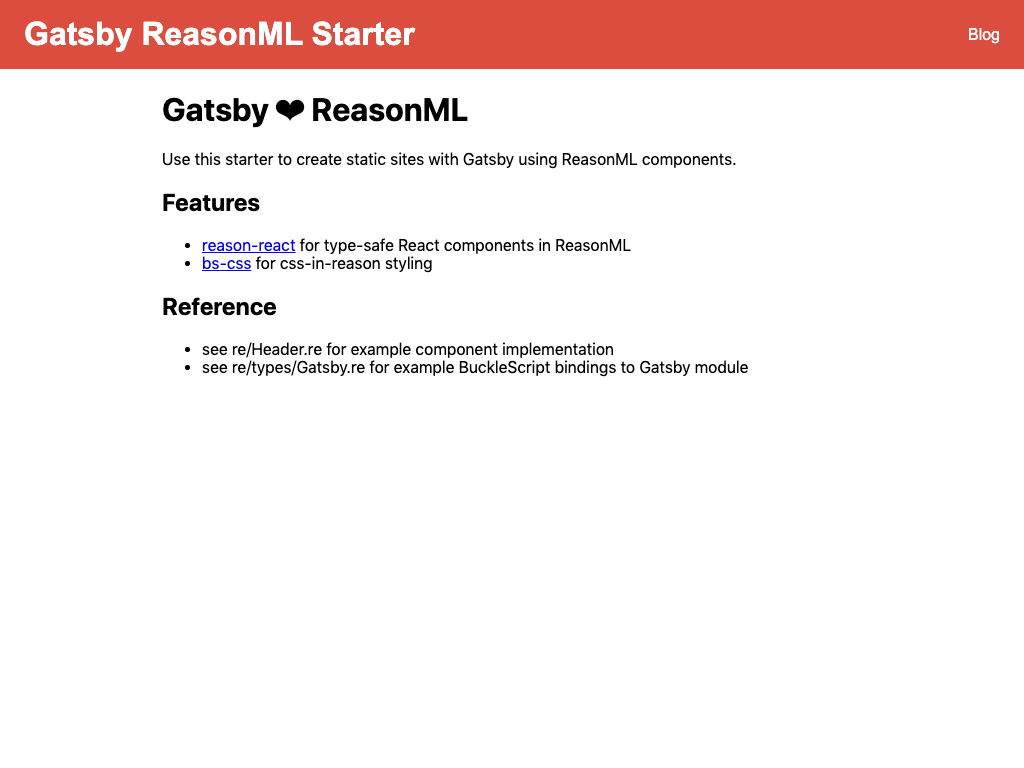 Gatsby ReasonML Starter
Blog
Gatsby ❤ ReasonML
Use this starter to create static sites with Gatsby using ReasonML components.
Features
• reason-react for type-safe React components in ReasonML
• bs-css for css-in-reason styling
Reference
• see re/Header.re for example component implementation
• see re/types/Gatsby.re for example BuckleScript bindings to Gatsby module